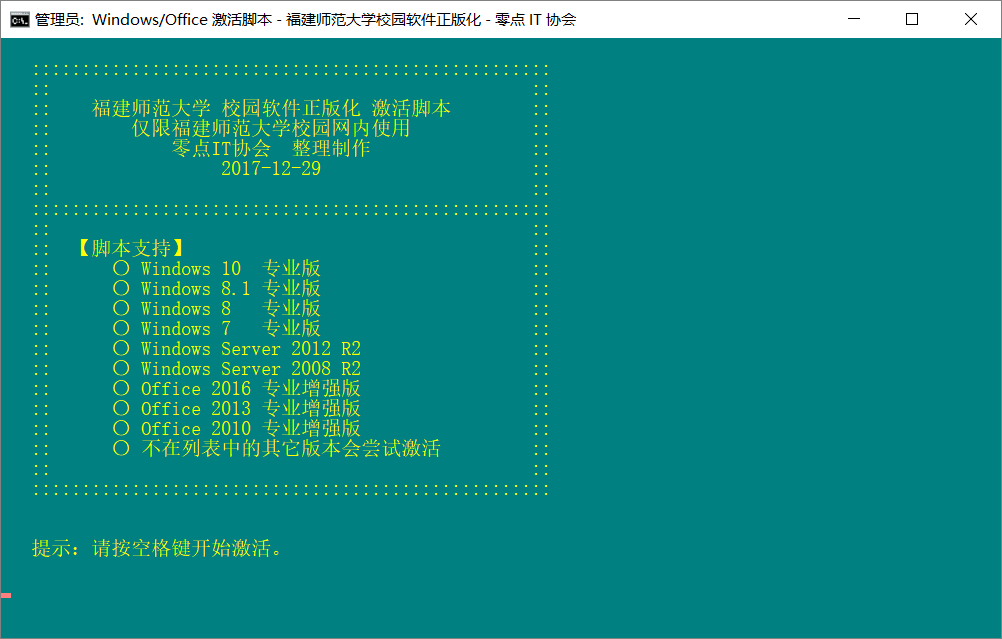 管理员: Windows/Office 激活脚本 - 福建师范大学校园软件正版化 - 零点 IT 协会
::::::::::::::::::::::::::::::::::::::::::::::::::::
:: ::
:: 福建师范大学 校园软件正版化 激活脚本 ::
:: 仅限福建师范大学校园网内使用 ::
:: 零点IT协会 整理制作 ::
:: 2017-12-29 ::
:: ::
::::::::::::::::::::::::::::::::::::::::::::::::::::
:: ::
:: 【脚本支持】 ::
:: 〇 Windows 10 专业版 ::
:: 〇 Windows 8.1 专业版 ::
:: 〇 Windows 8 专业版 ::
:: 〇 Windows 7 专业版 ::
:: 〇 Windows Server 2012 R2 ::
:: 〇 Windows Server 2008 R2 ::
:: 〇 Office 2016 专业增强版 ::
:: 〇 Office 2013 专业增强版 ::
:: 〇 Office 2010 专业增强版 ::
:: 〇 不在列表中的其它版本会尝试激活 ::
:: ::
::::::::::::::::::::::::::::::::::::::::::::::::::::
提示：请按空格键开始激活。